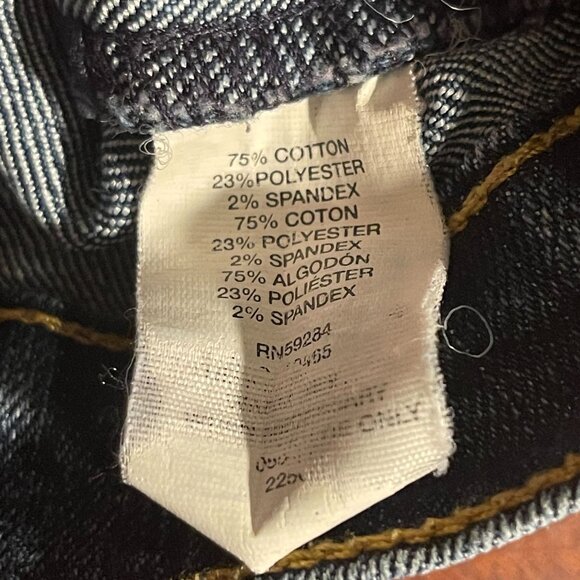 75% COTTON
23%POLYESTER
2% SPANDEX
75% COTON
23% POLYESTER
2% SPANDEX
75% ALGODÓN
23% POLIÉSTER
2% SPANDEX
RN59284
ONLY